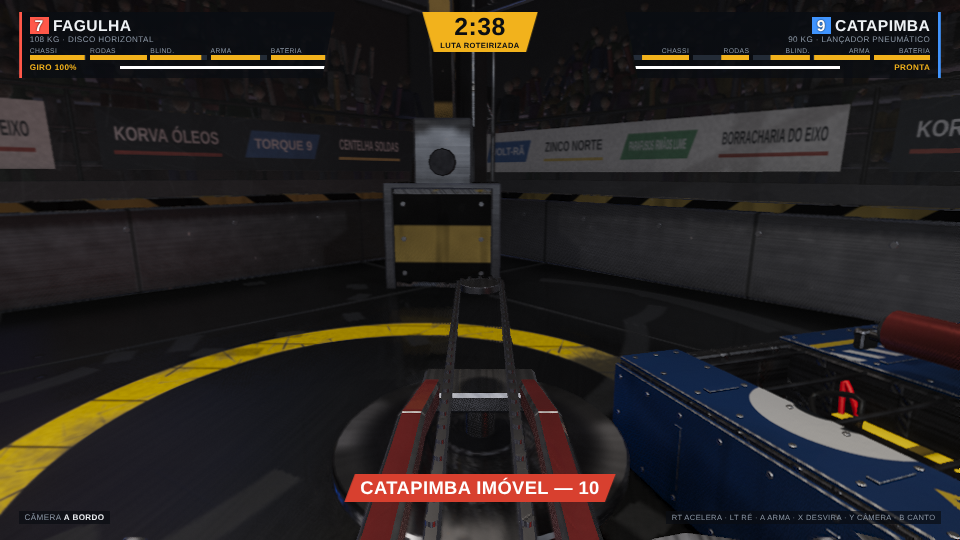 7 FAGULHA
108 KG · DISCO HORIZONTAL
CHASSI RODAS BLIND. ARMA BATERIA
GIRO 100%
2:38
LUTA ROTEIRIZADA
9 CATAPIMBA
90 KG · LANÇADOR PNEUMÁTICO
CHASSI RODAS BLIND. ARMA BATERIA
PRONTA
EIXO
KORVA ÓLEOS
TORQUE 9
CENTELHA SOLDAS
VOLT-RÃ
ZINCO NORTE
BORRACHARIA DO EIXO
KOR
CATAPIMBA IMÓVEL — 10
CÂMERA A BORDO
RT ACELERA · LT RÉ · A ARMA · X DESVIRA · Y CÂMERA · B CANTO